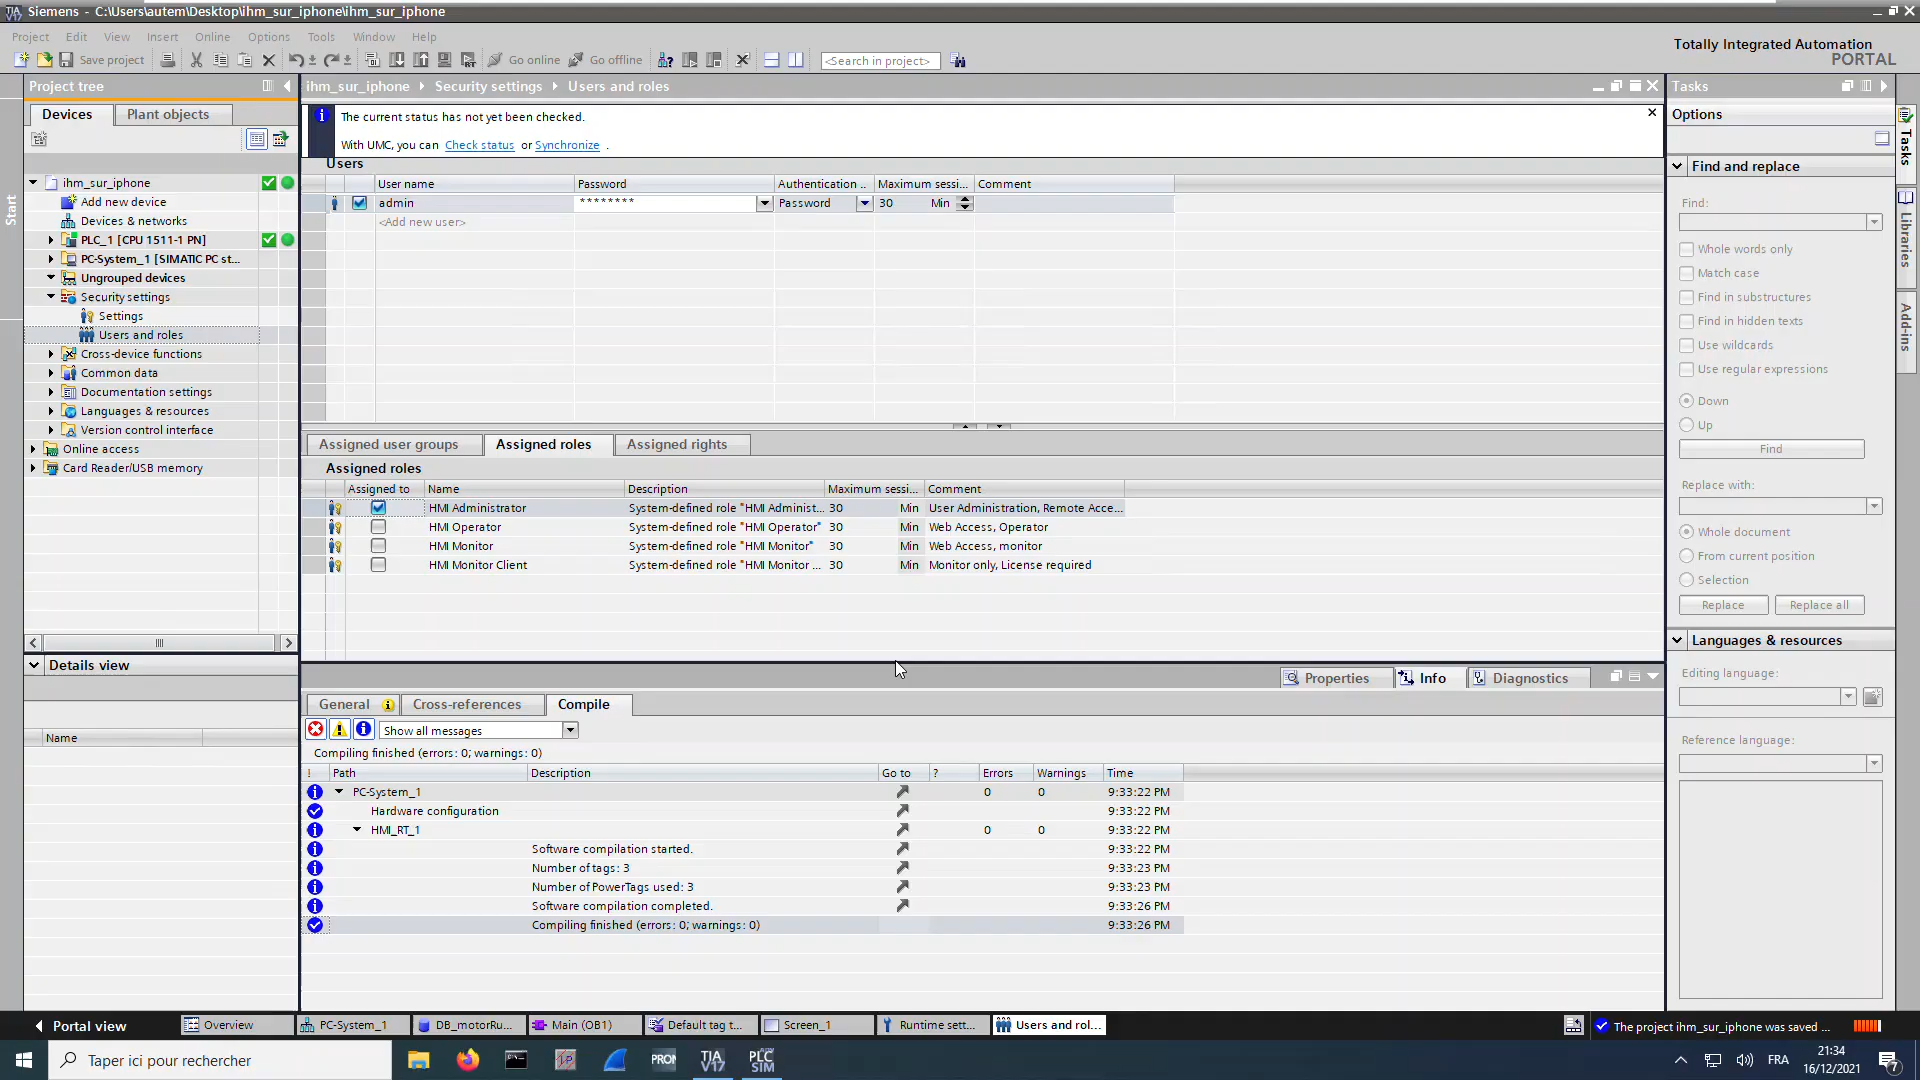 Siemens - C:\Users\autem\Desktop\ihm_sur_iphone\ihm_sur_iphone
Project Edit View Insert Online Options Tools Window Help
Totally Integrated Automation
PORTAL
Save project
Go online
Go offline
<Search in project>
Project tree
ihm_sur_iphone Security settings Users and roles
Tasks
Devices
Plant objects
The current status has not yet been checked.
With UMC, you can Check status or Synchronize .
Options
Start
Tasks
Libraries
Add-ins
Users
User name Password Authentication .. Maximum sessi... Comment
admin ******** Password 30 Min
<Add new user>
ihm_sur_iphone
Add new device
Devices & networks
PLC_1 [CPU 1511-1 PN]
PC-System_1 [SIMATIC PC st...
Ungrouped devices
Security settings
Settings
Users and roles
Cross-device functions
Common data
Documentation settings
Languages & resources
Version control interface
Online access
Card Reader/USB memory
Assigned user groups Assigned roles Assigned rights
Assigned roles
Assigned to Name Description Maximum sessi... Comment
HMI Administrator System-defined role "HMI Administ... 30 Min User Administration, Remote Acce...
HMI Operator System-defined role "HMI Operator" 30 Min Web Access, Operator
HMI Monitor System-defined role "HMI Monitor" 30 Min Web Access, monitor
HMI Monitor Client System-defined role "HMI Monitor ... 30 Min Monitor only, License required
Find and replace
Find:
Whole words only
Match case
Find in substructures
Find in hidden texts
Use wildcards
Use regular expressions
Down
Up
Find
Replace with:
Whole document
From current position
Selection
Replace
Replace all
Languages & resources
Editing language:
Reference language:
Details view
Name
Properties Info Diagnostics
General Cross-references Compile
Show all messages
Compiling finished (errors: 0; warnings: 0)
! Path Description Go to ? Errors Warnings Time
PC-System_1 0 0 9:33:22 PM
Hardware configuration 9:33:22 PM
HMI_RT_1 0 0 9:33:22 PM
Software compilation started. 9:33:22 PM
Number of tags: 3 9:33:23 PM
Number of PowerTags used: 3 9:33:23 PM
Software compilation completed. 9:33:26 PM
Compiling finished (errors: 0; warnings: 0) 9:33:26 PM
Portal view
Overview
PC-System_1
DB_motorRu...
Main (OB1)
Default tag t...
Screen_1
Runtime sett...
Users and rol...
The project ihm_sur_iphone was saved ...
Taper ici pour rechercher
PRON
TIA
V17
PLC
SIM
FRA
21:34
16/12/2021
7